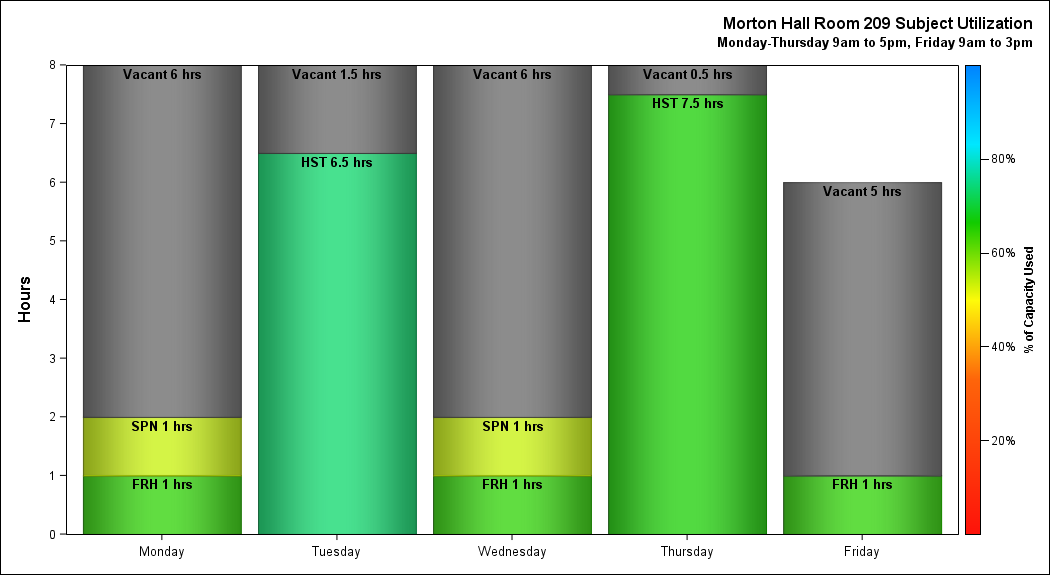 Morton Hall Room 209 Subject Utilization
Monday-Thursday 9am to 5pm, Friday 9am to 3pm
8
7
6
5
4
3
2
1
0
Hours
Vacant 6 hrs
SPN 1 hrs
FRH 1 hrs
Vacant 1.5 hrs
HST 6.5 hrs
Vacant 6 hrs
SPN 1 hrs
FRH 1 hrs
Vacant 0.5 hrs
HST 7.5 hrs
Vacant 5 hrs
FRH 1 hrs
Monday
Tuesday
Wednesday
Thursday
Friday
80%
60%
40%
20%
% of Capacity Used